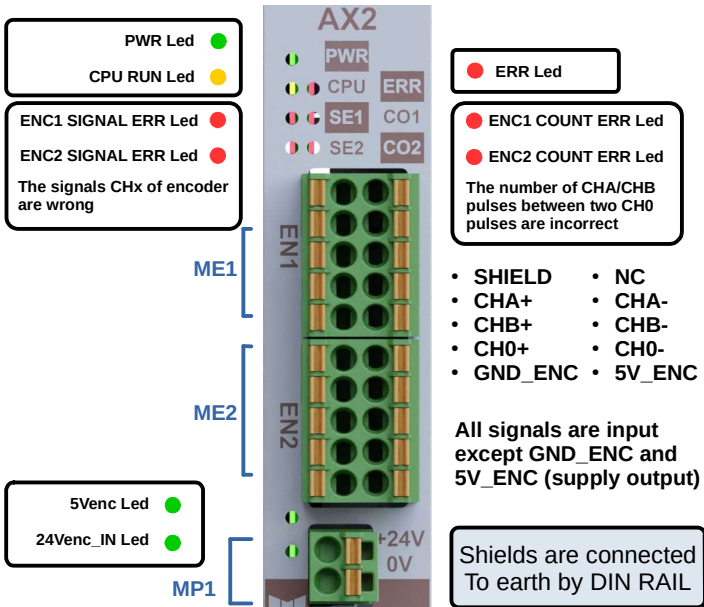 AX2
PWR Led
CPU RUN Led
PWR
CPU ERR
SE1 CO1
SE2 CO2
ERR Led
ENC1 SIGNAL ERR Led
ENC2 SIGNAL ERR Led
The signals CHx of encoder
are wrong
ENC1 COUNT ERR Led
ENC2 COUNT ERR Led
The number of CHA/CHB
pulses between two CH0
pulses are incorrect
EN1
ME1
• SHIELD • NC
• CHA+ • CHA-
• CHB+ • CHB-
• CH0+ • CH0-
• GND_ENC • 5V_ENC
ME2
EN2
All signals are input
except GND_ENC and
5V_ENC (supply output)
5Venc Led
24Venc_IN Led
+24V
0V
MP1
Shields are connected
To earth by DIN RAIL